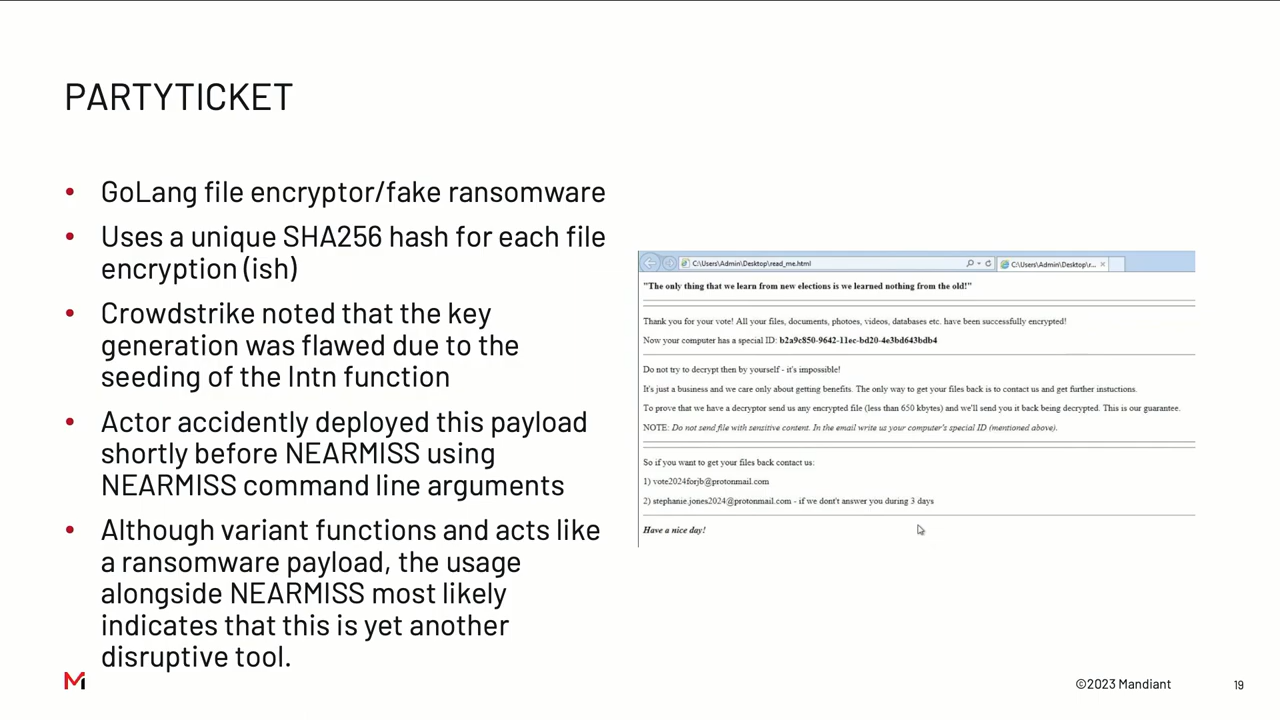 PARTYTICKET
• GoLang file encryptor/fake ransomware
• Uses a unique SHA256 hash for each file
encryption (ish)
• Crowdstrike noted that the key
generation was flawed due to the
seeding of the Intn function
• Actor accidently deployed this payload
shortly before NEARMISS using
NEARMISS command line arguments
• Although variant functions and acts like
a ransomware payload, the usage
alongside NEARMISS most likely
indicates that this is yet another
disruptive tool.
C:\Users\Admin\Desktop\read_me.html
C:\Users\Admin\Desktop\r...
"The only thing that we learn from new elections is we learned nothing from the old!"
Thank you for your vote! All your files, documents, photoes, videos, databases etc. have been successfully encrypted!
Now your computer has a special ID: b2a9c850-9642-11ec-bd20-4e3bd643bdb4
Do not try to decrypt then by yourself - it's impossible!
It's just a business and we care only about getting benefits. The only way to get your files back is to contact us and get further instuctions.
To prove that we have a decryptor send us any encrypted file (less than 650 kbytes) and we'll send you it back being decrypted. This is our guarantee.
NOTE: Do not send file with sensitive content. In the email write us your computer's special ID (mentioned above).
So if you want to get your files back contact us:
1) vote2024forjb@protonmail.com
2) stephanie.jones2024@protonmail.com - if we dont't answer you during 3 days
Have a nice day!
©2023 Mandiant
19